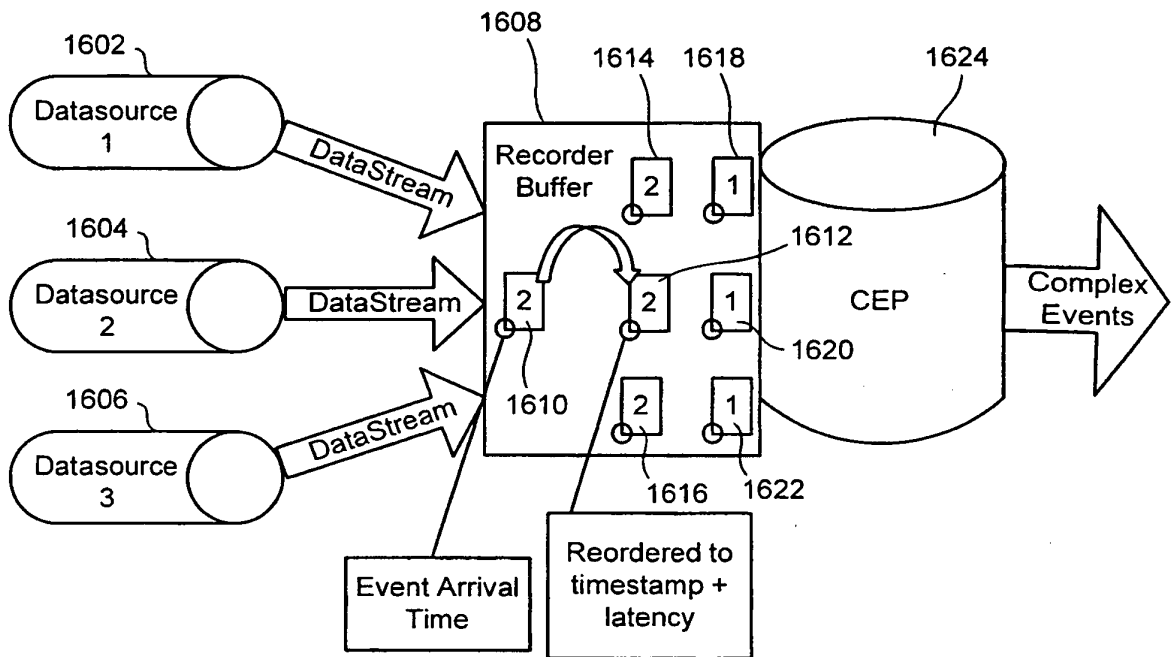 1602
Datasource
1
DataStream
1604
Datasource
2
DataStream
1606
Datasource
3
DataStream
1608
Recorder
Buffer
1614
2
1618
1
1612
2
2
1
1610
1620
2
1
1616
1622
1624
CEP
Complex
Events
Event Arrival
Time
Reordered to
timestamp +
latency